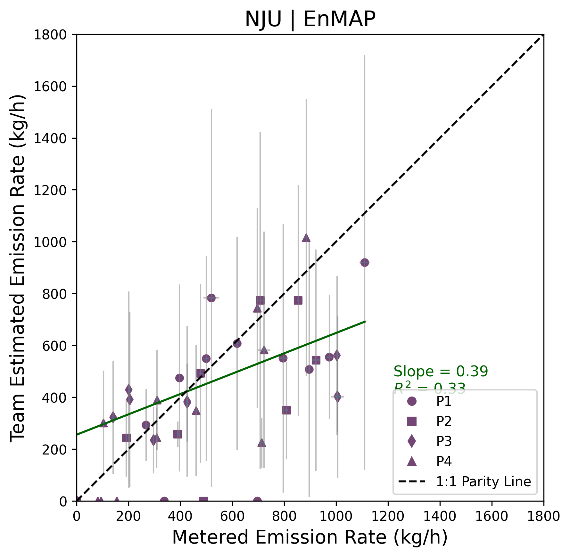 NJU | EnMAP
Team Estimated Emission Rate (kg/h)
1800
1600
1400
1200
1000
800
600
400
200
0
Slope = 0.39
R² = 0.33
P1
P2
P3
P4
1:1 Parity Line
0 200 400 600 800 1000 1200 1400 1600 1800
Metered Emission Rate (kg/h)